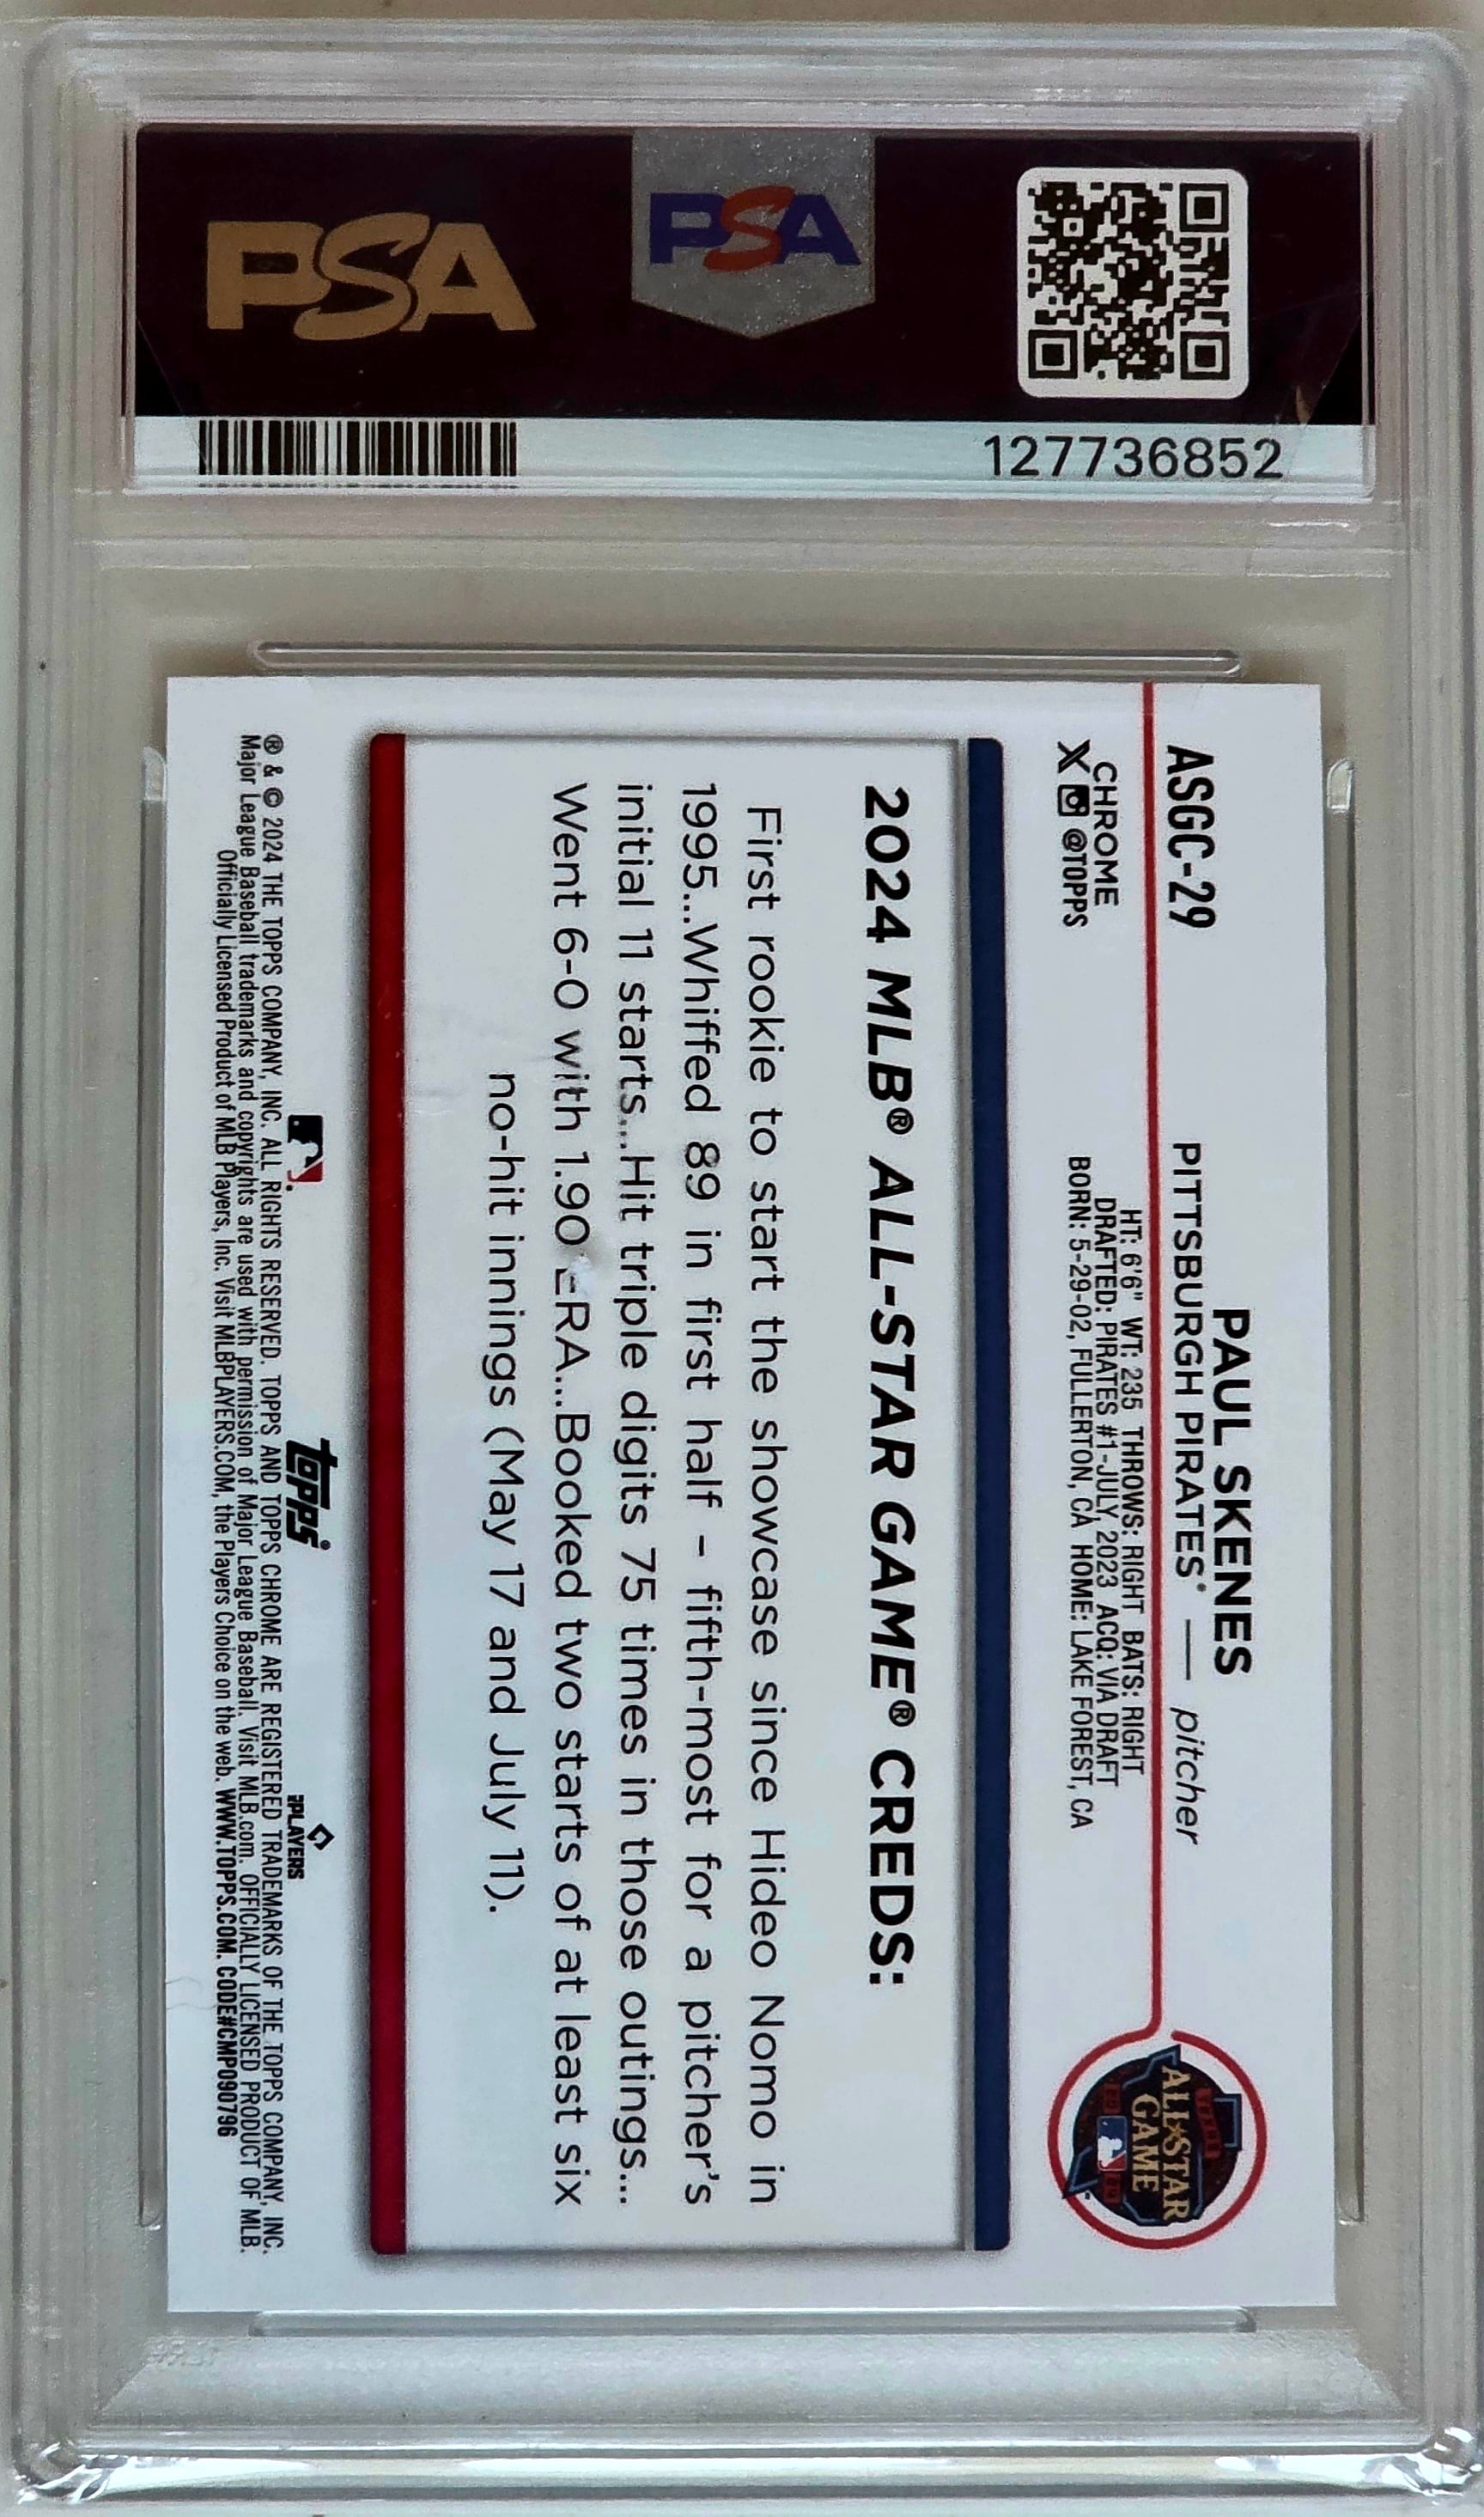 PSA
PSA
127736852
ASGC-29
PAUL SKENES
PITTSBURGH PIRATES® — pitcher
CHROME
X @TOPPS
HT: 6'6" WT: 235 THROWS: RIGHT BATS: RIGHT
DRAFTED: PIRATES #1-JULY, 2023 ACQ: VIA DRAFT
BORN: 5-29-02, FULLERTON, CA HOME: LAKE FOREST, CA
ALL★STAR
GAME
2024 MLB® ALL-STAR GAME® CREDS:
First rookie to start the showcase since Hideo Nomo in
1995...Whiffed 89 in first half – fifth-most for a pitcher's
initial 11 starts...Hit triple digits 75 times in those outings...
Went 6-0 with 1.90 ERA...Booked two starts of at least six
no-hit innings (May 17 and July 11).
topps®
PLAYERS
® & © 2024 THE TOPPS COMPANY, INC. ALL RIGHTS RESERVED. TOPPS AND TOPPS CHROME ARE REGISTERED TRADEMARKS OF THE TOPPS COMPANY, INC.
Major League Baseball trademarks and copyrights are used with permission of Major League Baseball. Visit MLB.com. OFFICIALLY LICENSED PRODUCT OF MLB.
Officially Licensed Product of MLB Players, Inc. Visit MLBPLAYERS.COM, the Players Choice on the web. WWW.TOPPS.COM. CODE#CMP090796